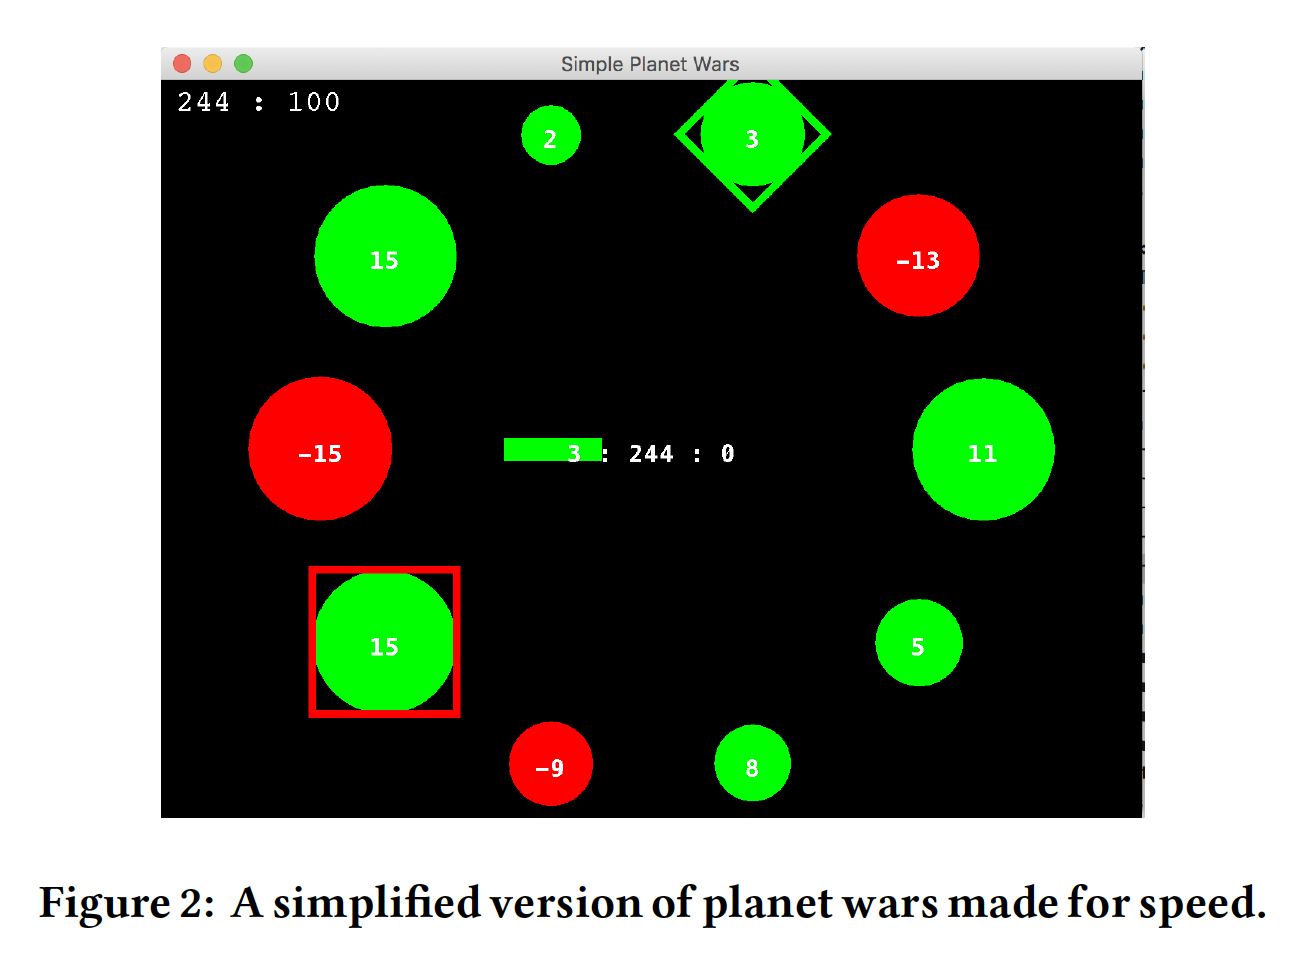 Simple Planet Wars
244 : 100
2
3
15
-13
-15
3 : 244 : 0
11
15
5
-9
8
Figure 2: A simplified version of planet wars made for speed.